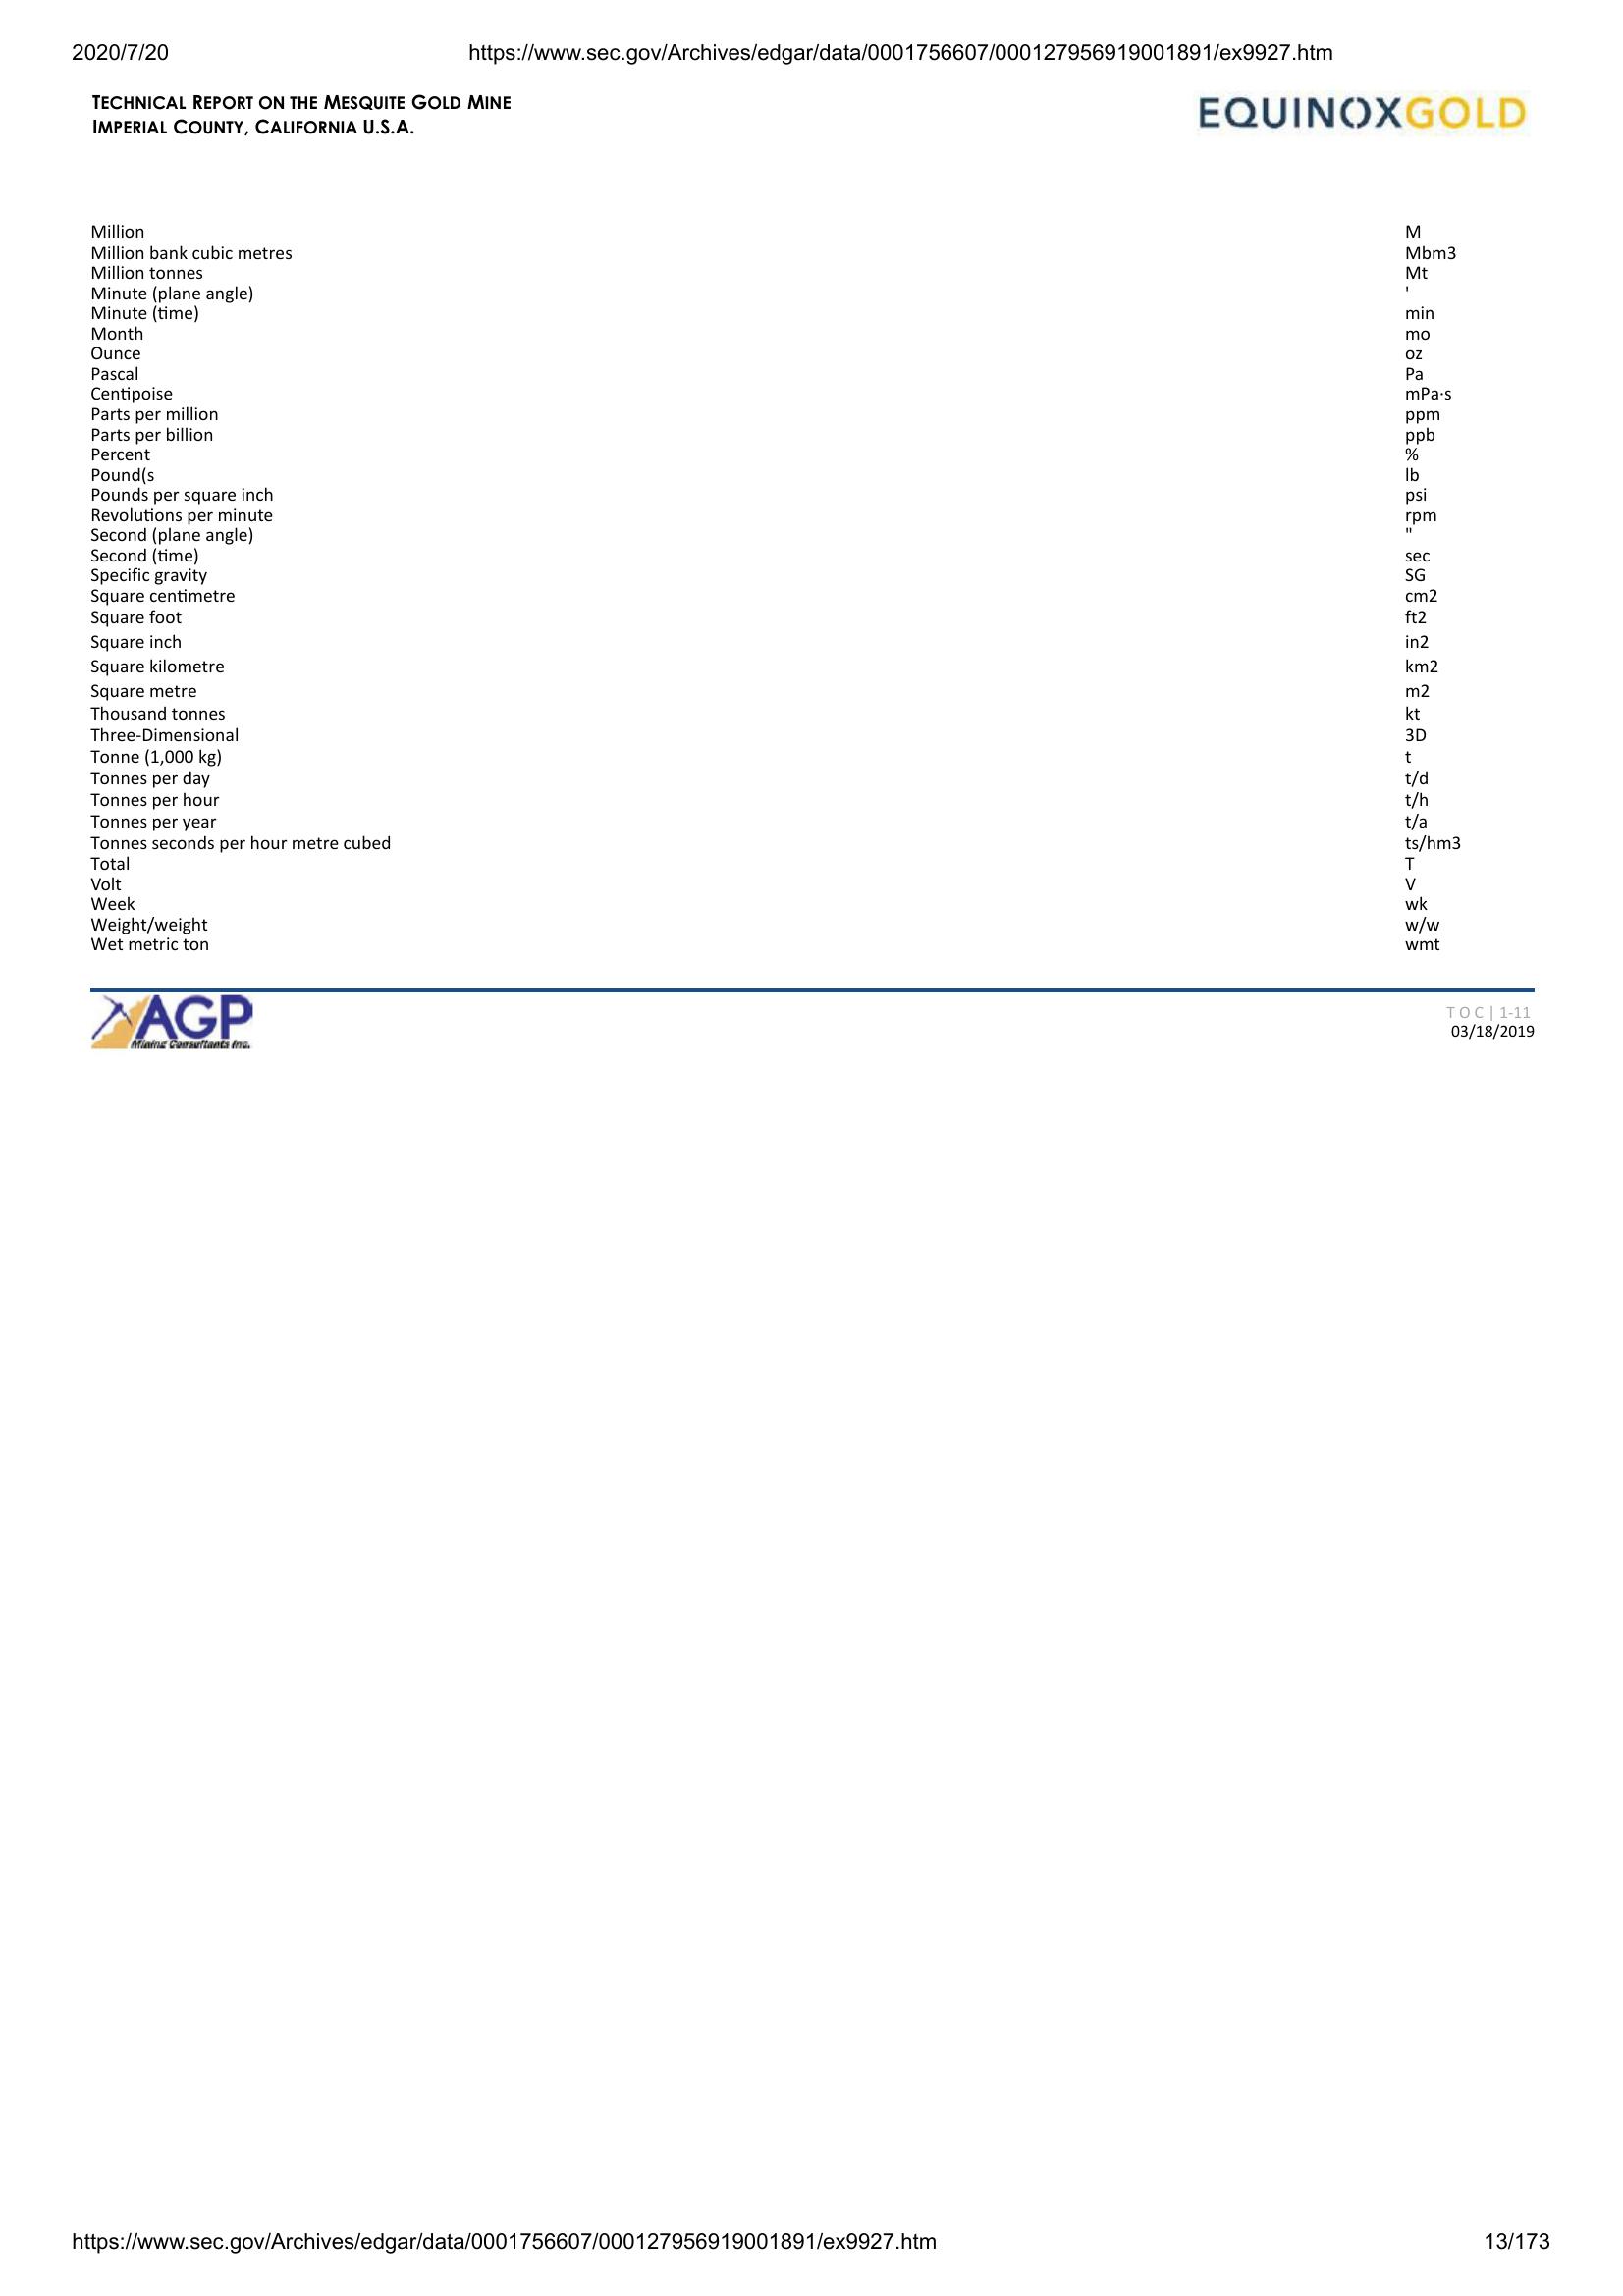 2020/7/20 https://www.sec.gov/Archives/edgar/data/0001756607/000127956919001891/ex9927.htm
TECHNICAL REPORT ON THE MESQUITE GOLD MINE
IMPERIAL COUNTY, CALIFORNIA U.S.A.
EQUINOXGOLD
Million M
Million bank cubic metres Mbm3
Million tonnes Mt
Minute (plane angle) '
Minute (time) min
Month mo
Ounce oz
Pascal Pa
Centipoise mPa·s
Parts per million ppm
Parts per billion ppb
Percent %
Pound(s lb
Pounds per square inch psi
Revolutions per minute rpm
Second (plane angle) "
Second (time) sec
Specific gravity SG
Square centimetre cm2
Square foot ft2
Square inch in2
Square kilometre km2
Square metre m2
Thousand tonnes kt
Three-Dimensional 3D
Tonne (1,000 kg) t
Tonnes per day t/d
Tonnes per hour t/h
Tonnes per year t/a
Tonnes seconds per hour metre cubed ts/hm3
Total T
Volt V
Week wk
Weight/weight w/w
Wet metric ton wmt
AGP
Mining Consultants Inc.
T O C | 1-11
03/18/2019
https://www.sec.gov/Archives/edgar/data/0001756607/000127956919001891/ex9927.htm 13/173